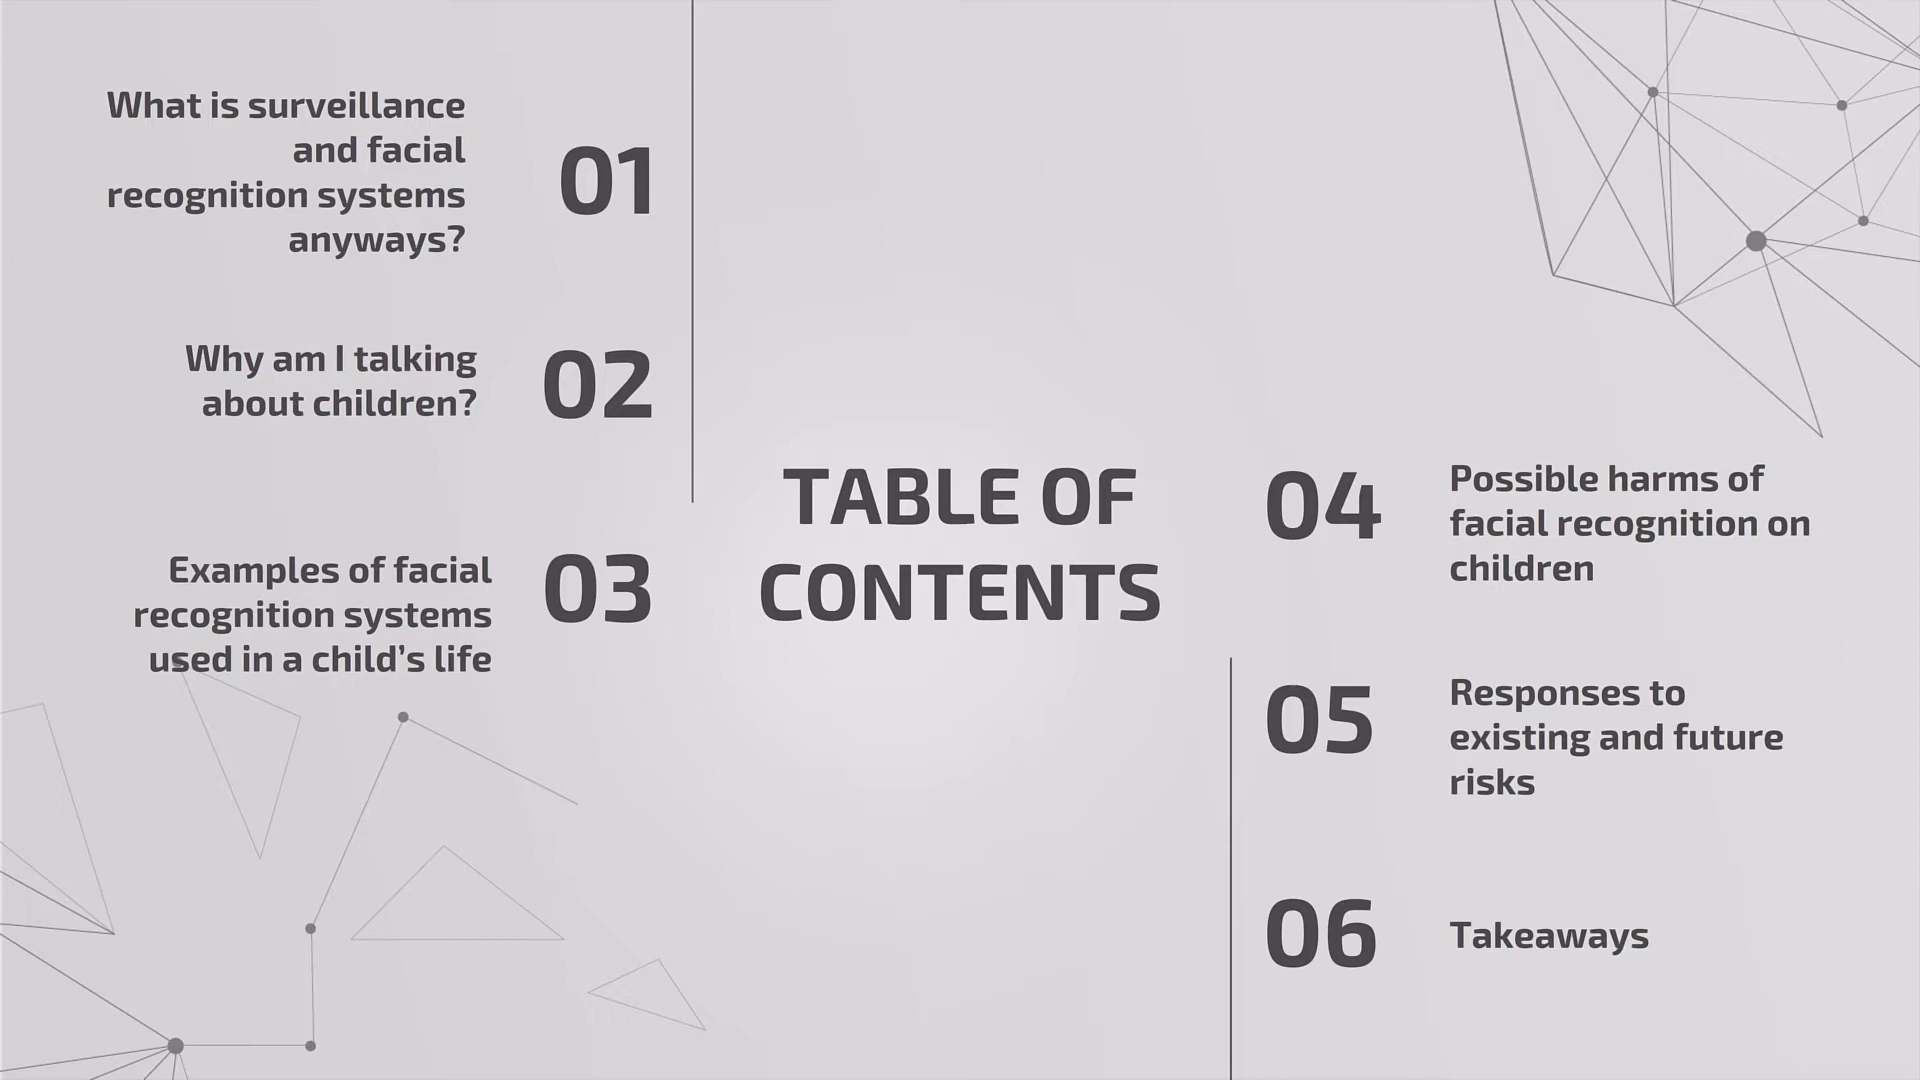 What is surveillance
and facial
recognition systems
anyways?
01
Why am I talking
about children?
02
Examples of facial
recognition systems
used in a child’s life
03
TABLE OF
CONTENTS
04
Possible harms of
facial recognition on
children
05
Responses to
existing and future
risks
06
Takeaways